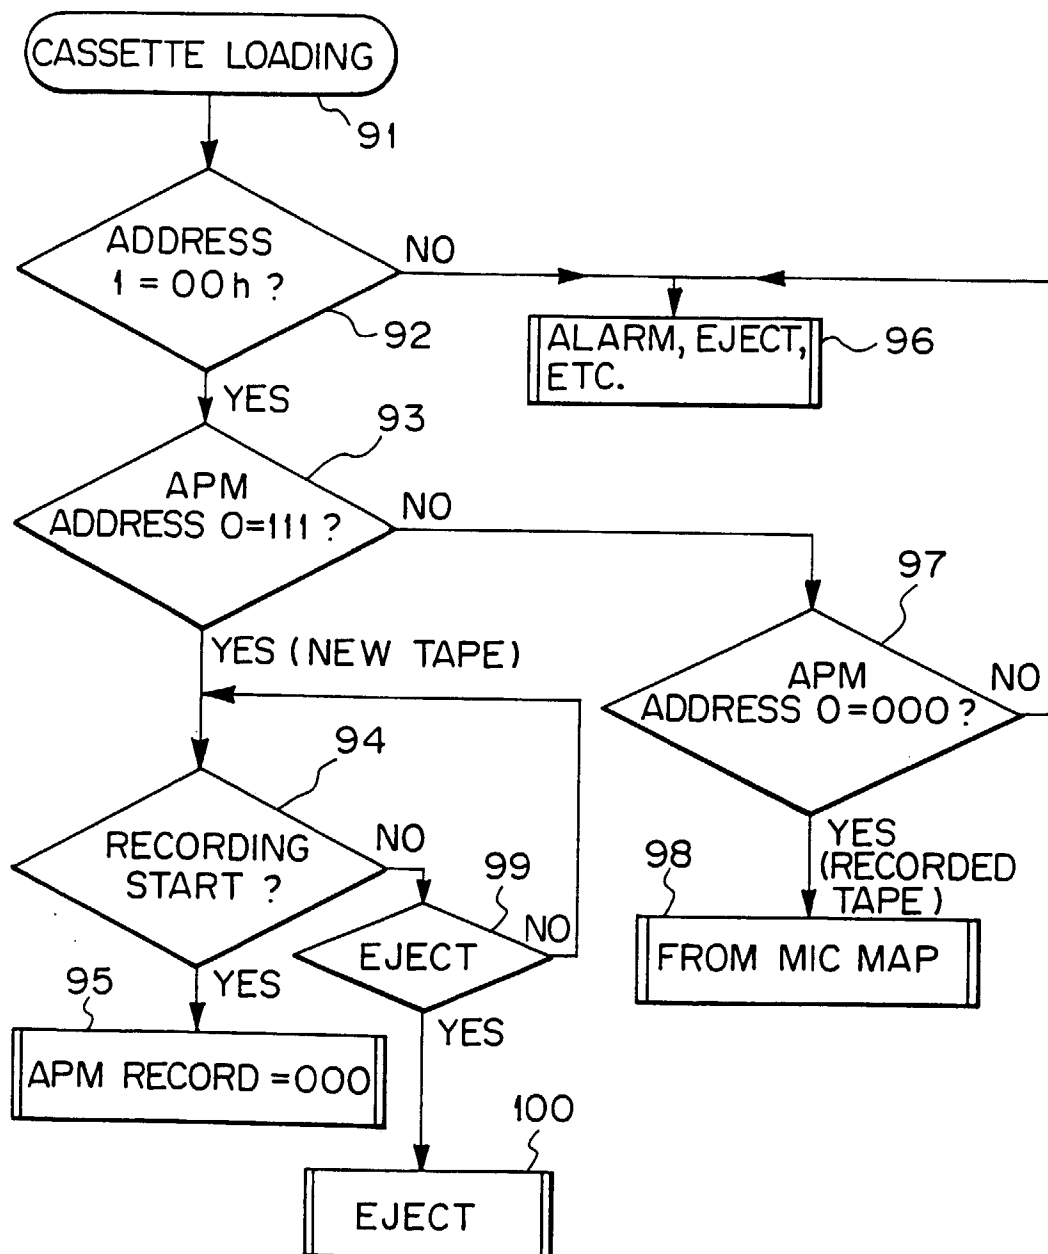 CASSETTE LOADING
91
ADDRESS
1 = 00h ?
NO
92
ALARM, EJECT,
ETC.
96
YES
93
APM
ADDRESS 0=111 ?
NO
97
YES (NEW TAPE)
APM
ADDRESS 0=000 ?
NO
94
RECORDING
START ?
NO
99
YES
(RECORDED
TAPE)
98
EJECT
NO
FROM MIC MAP
YES
95
YES
APM RECORD =000
100
EJECT